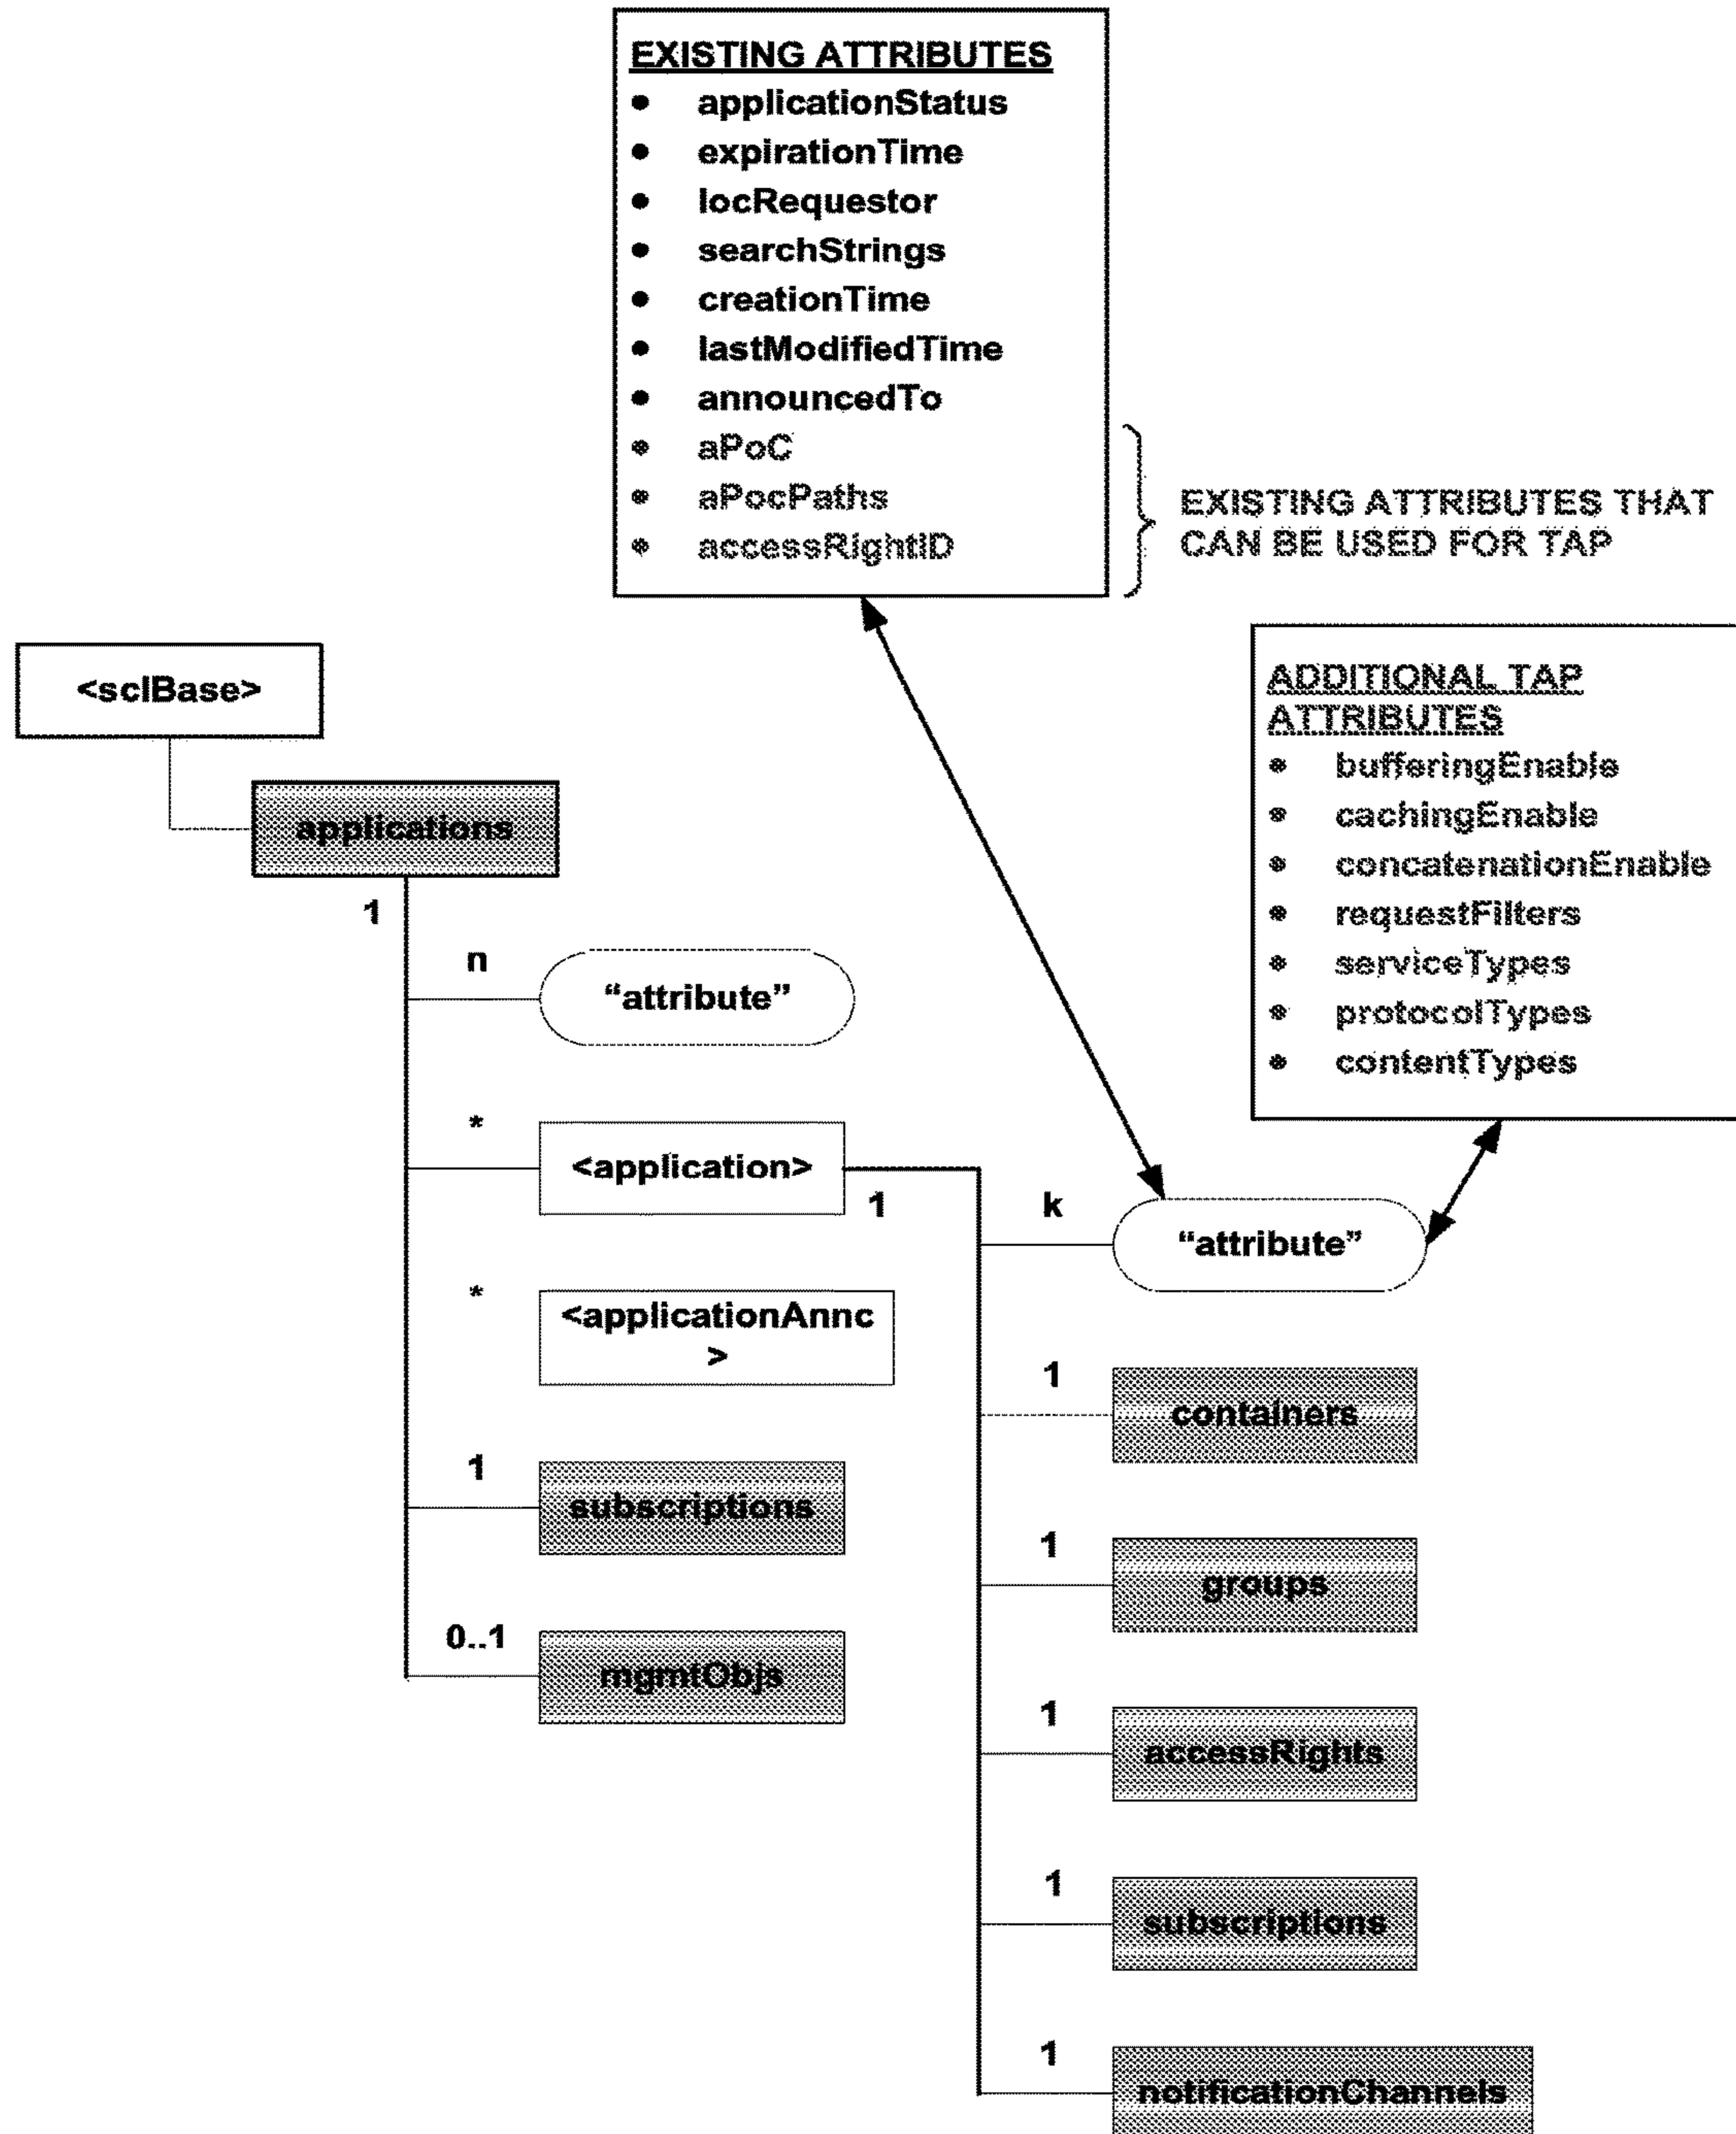 EXISTING ATTRIBUTES
• applicationStatus
• expirationTime
• locRequestor
• searchStrings
• creationTime
• lastModifiedTime
• announcedTo
• aPoC
• aPocPaths
• accessRightID
EXISTING ATTRIBUTES THAT
CAN BE USED FOR TAP
<sclBase>
ADDITIONAL TAP
ATTRIBUTES
• bufferingEnable
• cachingEnable
• concatenationEnable
• requestFilters
• serviceTypes
• protocolTypes
• contentTypes
applications
1
n
“attribute”
*
<application>
1
k
“attribute”
*
<applicationAnnc
>
1
containers
1
subscriptions
1
groups
0..1
mgmtObjs
1
accessRights
1
subscriptions
1
notificationChannels